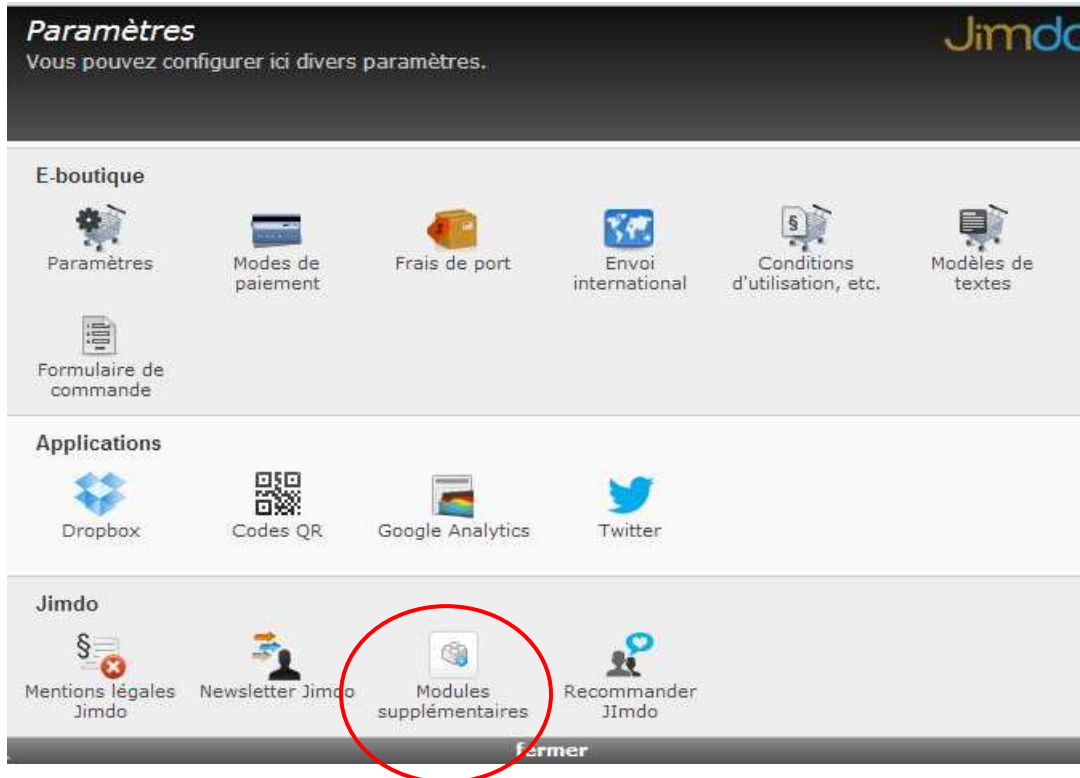 Paramètres
Jimdo
Vous pouvez configurer ici divers paramètres.
E-boutique
Paramètres
Modes de
paiement
Frais de port
Envoi
international
Conditions
d'utilisation, etc.
Modèles de
textes
Formulaire de
commande
Applications
Dropbox
Codes QR
Google Analytics
Twitter
Jimdo
Mentions légales
Jimdo
Newsletter Jimdo
Modules
supplémentaires
Recommander
JImdo
fermer